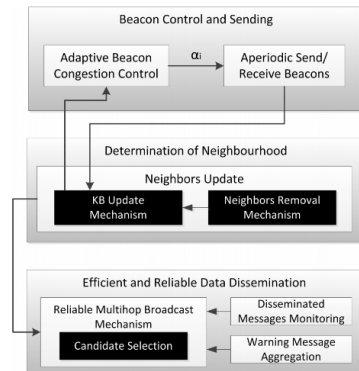 Beacon Control and Sending
Adaptive Beacon
Congestion Control
αi
Aperiodic Send/
Receive Beacons
Determination of Neighbourhood
Neighbors Update
KB Update
Mechanism
Neighbors Removal
Mechanism
Efficient and Reliable Data Dissemination
Reliable Multihop Broadcast
Mechanism
Candidate Selection
Disseminated
Messages Monitoring
Warning Message
Aggregation